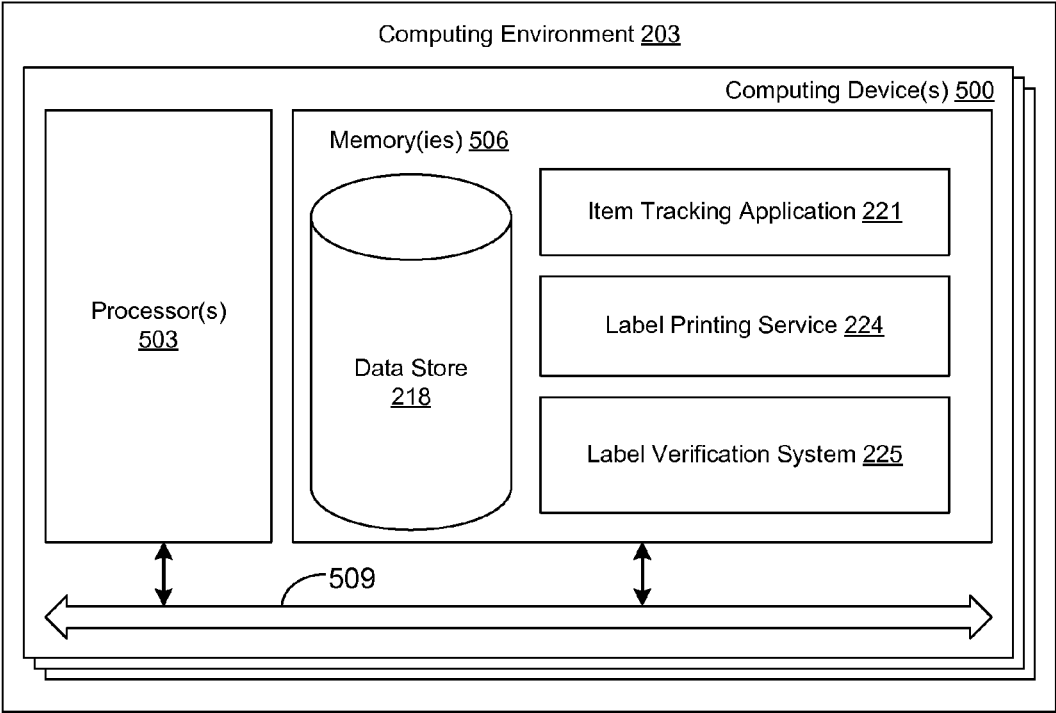 Computing Environment 203
Computing Device(s) 500
Processor(s)
503
Memory(ies) 506
Data Store
218
Item Tracking Application 221
Label Printing Service 224
Label Verification System 225
509